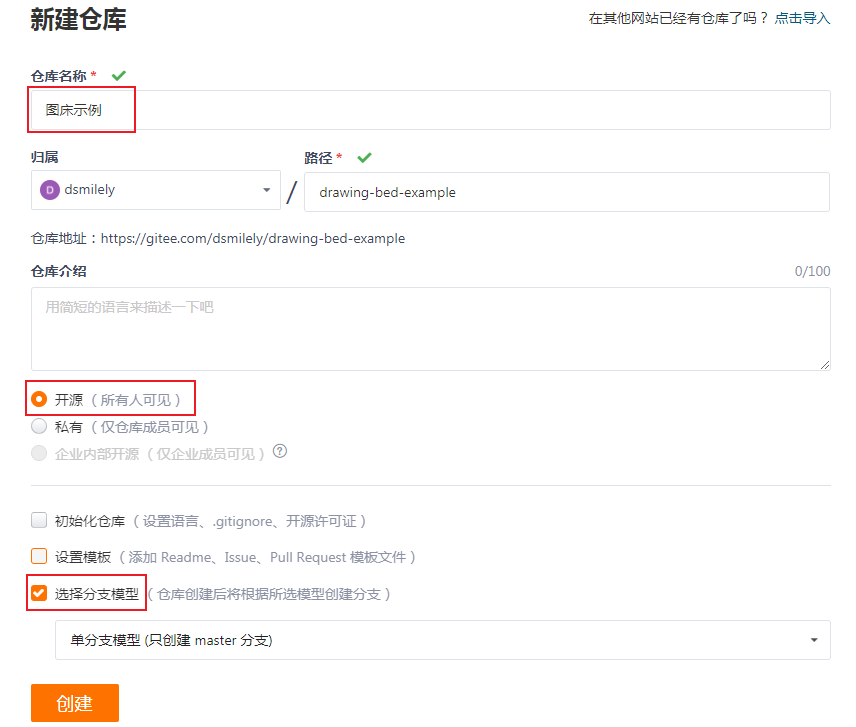 新建仓库
在其他网站已经有仓库了吗？ 点击导入
仓库名称 *
图床示例
归属
路径 *
D dsmilely
/
drawing-bed-example
仓库地址：https://gitee.com/dsmilely/drawing-bed-example
仓库介绍
0/100
用简短的语言来描述一下吧
开源（所有人可见）
私有（仅仓库成员可见）
企业内部开源（仅企业成员可见） ?
初始化仓库（设置语言、.gitignore、开源许可证）
设置模板（添加 Readme、Issue、Pull Request 模板文件）
选择分支模型（仓库创建后将根据所选模型创建分支）
单分支模型 (只创建 master 分支)
创建